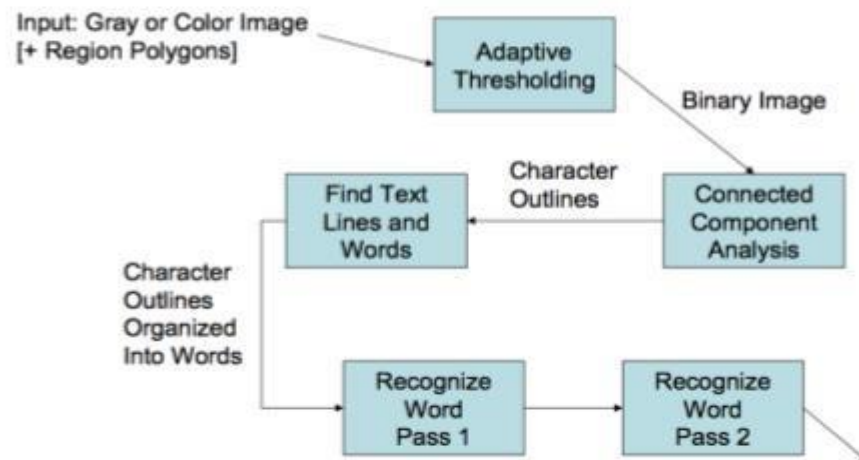 Input: Gray or Color Image
[+ Region Polygons]
Adaptive
Thresholding
Binary Image
Connected
Component
Analysis
Character
Outlines
Find Text
Lines and
Words
Character
Outlines
Organized
Into Words
Recognize
Word
Pass 1
Recognize
Word
Pass 2